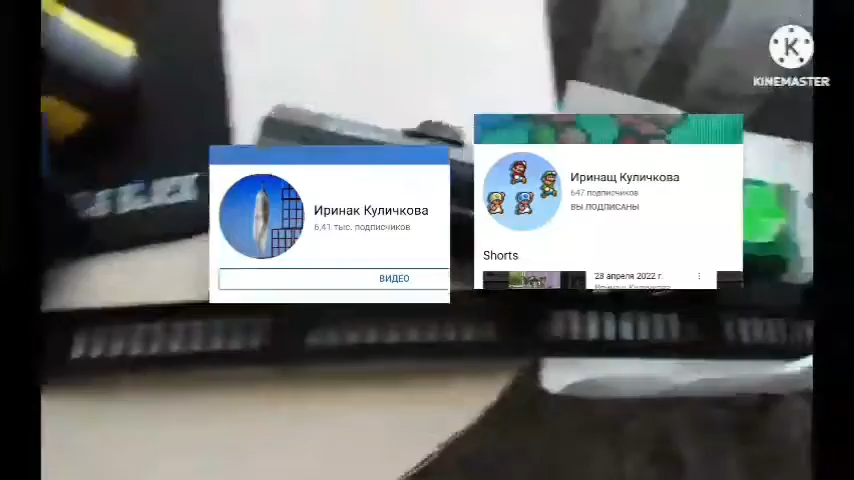 KINEMASTER
Иринак Куличкова
6,41 тыс. подписчиков
ВИДЕО
Иринащ Куличкова
647 подписчиков
ВЫ ПОДПИСАНЫ
Shorts
28 апреля 2022 г.